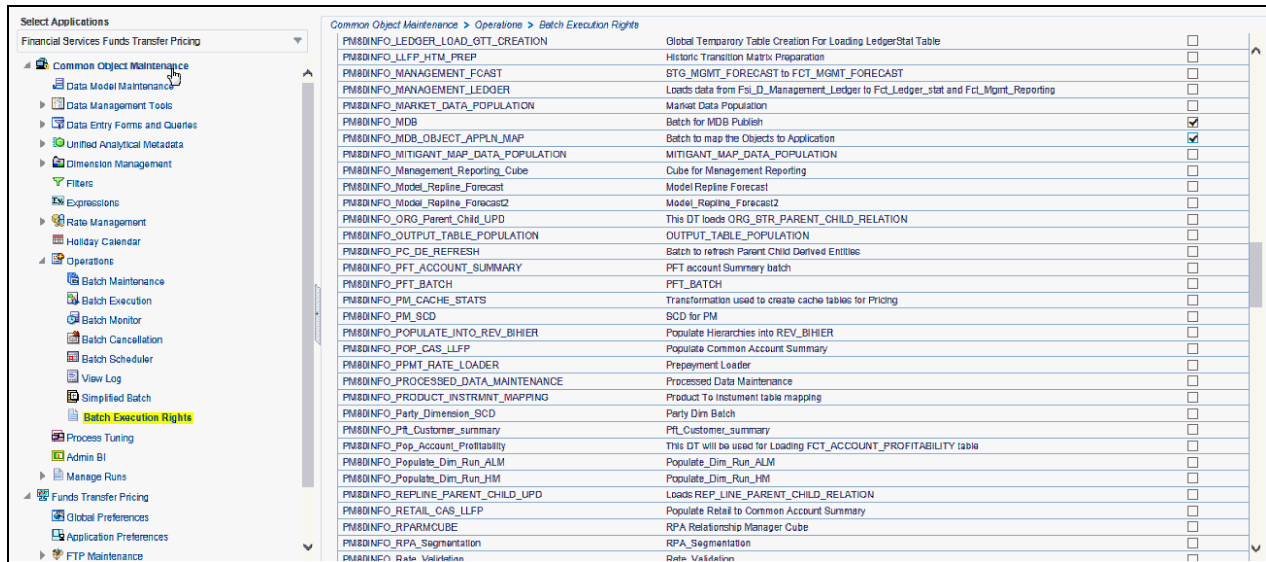 Select Applications
Financial Services Funds Transfer Pricing
Common Object Maintenance
Data Model Maintenance
Data Management Tools
Data Entry Forms and Queries
Unified Analytical Metadata
Dimension Management
Filters
Expressions
Rate Management
Holiday Calendar
Operations
Batch Maintenance
Batch Execution
Batch Monitor
Batch Cancellation
Batch Scheduler
View Log
Simplified Batch
Batch Execution Rights
Process Tuning
Admin BI
Manage Runs
Funds Transfer Pricing
Global Preferences
Application Preferences
FTP Maintenance
Common Object Maintenance > Operations > Batch Execution Rights
PM80INFO_LEDGER_LOAD_GTT_CREATION Global Temparory Table Creation For Loading LedgerStat Table
PM80INFO_LLFP_HTM_PREP Historic Transition Matrix Preparation
PM80INFO_MANAGEMENT_FCAST STG_MGMT_FORECAST to FCT_MGMT_FORECAST
PM80INFO_MANAGEMENT_LEDGER Loads data from Fsi_D_Management_Ledger to Fct_Ledger_stat and Fct_Mgmt_Reporting
PM80INFO_MARKET_DATA_POPULATION Market Data Population
PM80INFO_MDB Batch for MDB Publish
PM80INFO_MDB_OBJECT_APPLN_MAP Batch to map the Objects to Application
PM80INFO_MITIGANT_MAP_DATA_POPULATION MITIGANT_MAP_DATA_POPULATION
PM80INFO_Management_Reporting_Cube Cube for Management Reporting
PM80INFO_Model_Repline_Forecast Model Repline Forecast
PM80INFO_Model_Repline_Forecast2 Model_Repline_Forecast2
PM80INFO_ORG_Parent_Child_UPD This DT loads ORG_STR_PARENT_CHILD_RELATION
PM80INFO_OUTPUT_TABLE_POPULATION OUTPUT_TABLE_POPULATION
PM80INFO_PC_DE_REFRESH Batch to refresh Parent Child Derived Entities
PM80INFO_PFT_ACCOUNT_SUMMARY PFT account Summary batch
PM80INFO_PFT_BATCH PFT_BATCH
PM80INFO_PM_CACHE_STATS Transformation used to create cache tables for Pricing
PM80INFO_PM_SCD SCD for PM
PM80INFO_POPULATE_INTO_REV_BIHIER Populate Hierarchies into REV_BIHIER
PM80INFO_POP_CAS_LLFP Populate Common Account Summary
PM80INFO_PPMT_RATE_LOADER Prepayment Loader
PM80INFO_PROCESSED_DATA_MAINTENANCE Processed Data Maintenance
PM80INFO_PRODUCT_INSTRMNT_MAPPING Product To Instument table mapping
PM80INFO_Party_Dimension_SCD Party Dim Batch
PM80INFO_Pft_Customer_summary Pft_Customer_summary
PM80INFO_Pop_Account_Profitability This DT will be used for Loading FCT_ACCOUNT_PROFITABILITY table
PM80INFO_Populate_Dim_Run_ALM Populate_Dim_Run_ALM
PM80INFO_Populate_Dim_Run_HM Populate_Dim_Run_HM
PM80INFO_REPLINE_PARENT_CHILD_UPD Loads REP_LINE_PARENT_CHILD_RELATION
PM80INFO_RETAIL_CAS_LLFP Populate Retail to Common Account Summary
PM80INFO_RPARMCUBE RPA Relationship Manager Cube
PM80INFO_RPA_Segmentation RPA_Segmentation
PM80INFO_Rate_Validation Rate_Validation